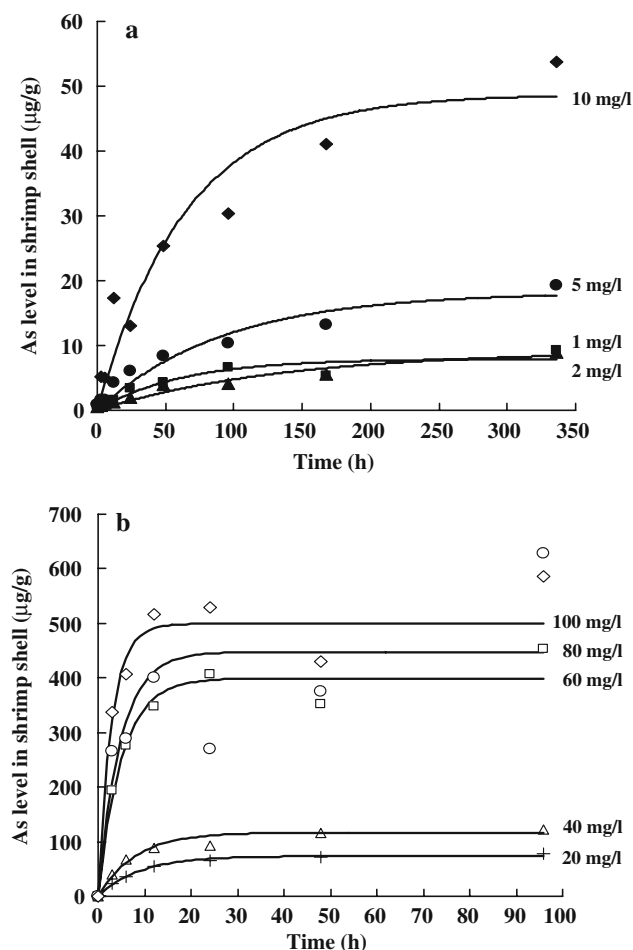 a
As level in shrimp shell (µg/g)
60
50
40
30
20
10
0
10 mg/l
5 mg/l
1 mg/l
2 mg/l
0 50 100 150 200 250 300 350
Time (h)
b
As level in shrimp shell (µg/g)
700
600
500
400
300
200
100
0
100 mg/l
80 mg/l
60 mg/l
40 mg/l
20 mg/l
0 10 20 30 40 50 60 70 80 90 100
Time (h)